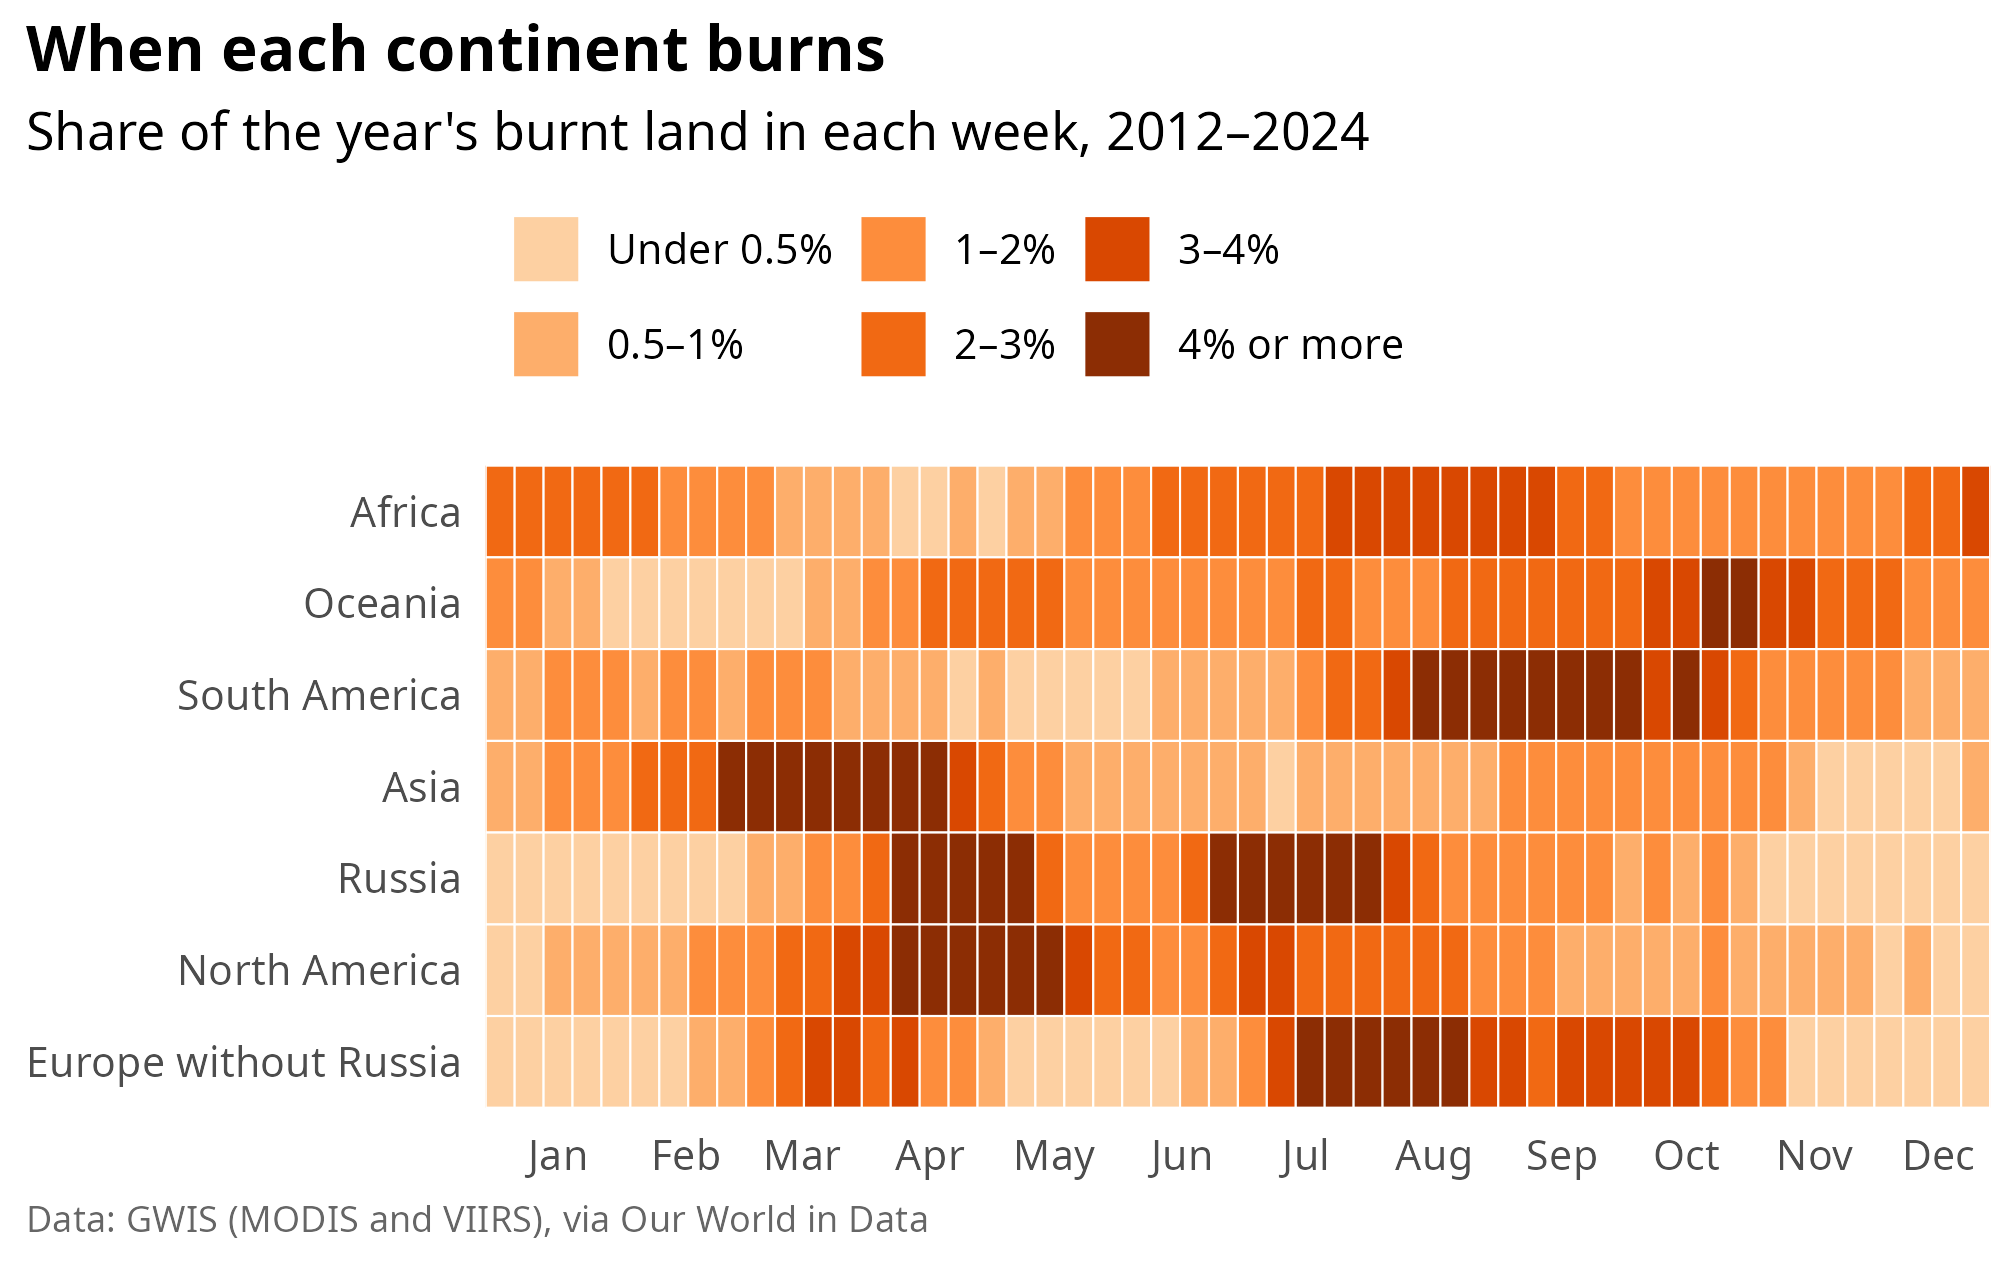 When each continent burns
Share of the year's burnt land in each week, 2012–2024
Under 0.5% 1–2% 3–4%
0.5–1% 2–3% 4% or more
Africa
Oceania
South America
Asia
Russia
North America
Europe without Russia
Jan Feb Mar Apr May Jun Jul Aug Sep Oct Nov Dec
Data: GWIS (MODIS and VIIRS), via Our World in Data